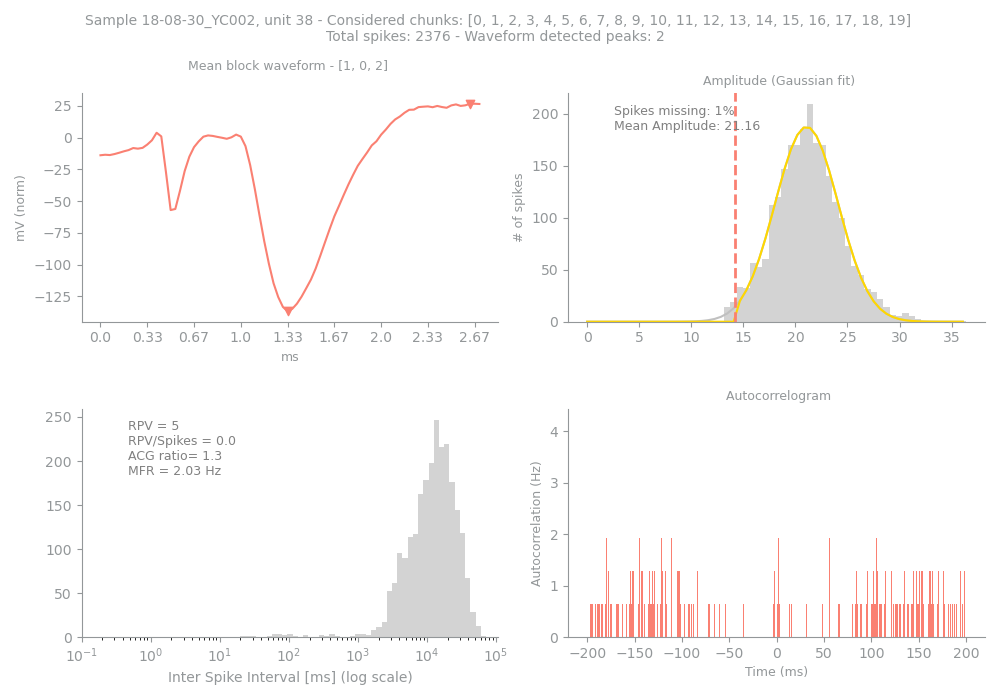 Sample 18-08-30_YC002, unit 38 - Considered chunks: [0, 1, 2, 3, 4, 5, 6, 7, 8, 9, 10, 11, 12, 13, 14, 15, 16, 17, 18, 19]
Total spikes: 2376 - Waveform detected peaks: 2
Mean block waveform - [1, 0, 2]
25
0
−25
−50
−75
−100
−125
mV (norm)
0.0 0.33 0.67 1.0 1.33 1.67 2.0 2.33 2.67
ms
Amplitude (Gaussian fit)
Spikes missing: 1%
Mean Amplitude: 21.16
200
150
100
50
0
# of spikes
0 5 10 15 20 25 30 35
RPV = 5
RPV/Spikes = 0.0
ACG ratio= 1.3
MFR = 2.03 Hz
250
200
150
100
50
0
10⁻¹ 10⁰ 10¹ 10² 10³ 10⁴ 10⁵
Inter Spike Interval [ms] (log scale)
Autocorrelogram
4
3
2
1
0
Autocorrelation (Hz)
−200 −150 −100 −50 0 50 100 150 200
Time (ms)